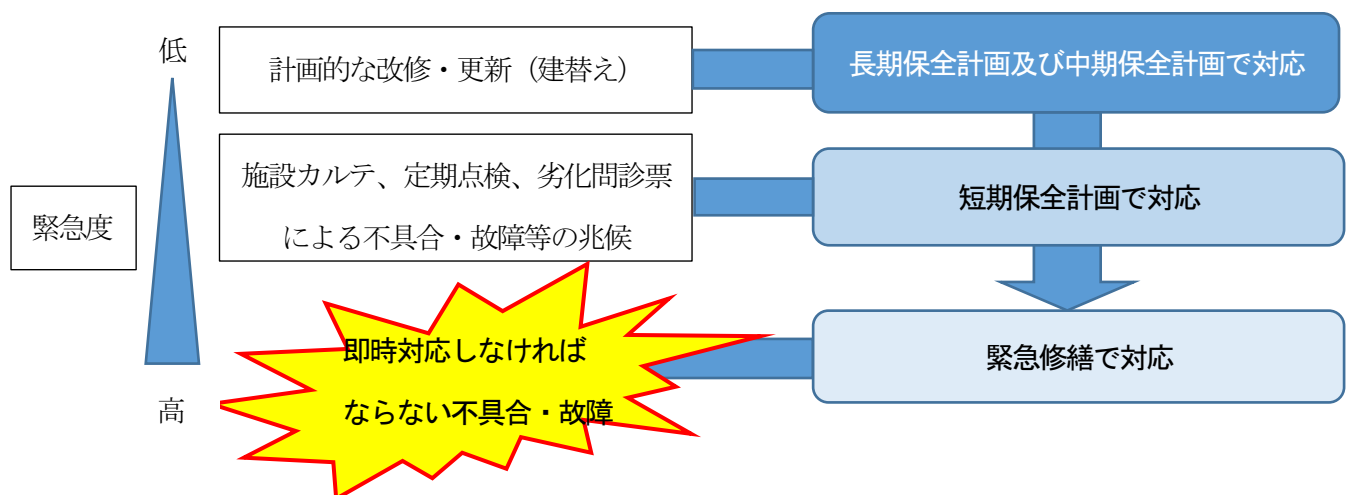 低
計画的な改修・更新（建替え）
長期保全計画及び中期保全計画で対応
緊急度
施設カルテ、定期点検、劣化問診票
による不具合・故障等の兆候
短期保全計画で対応
高
即時対応しなければ
ならない不具合・故障
緊急修繕で対応